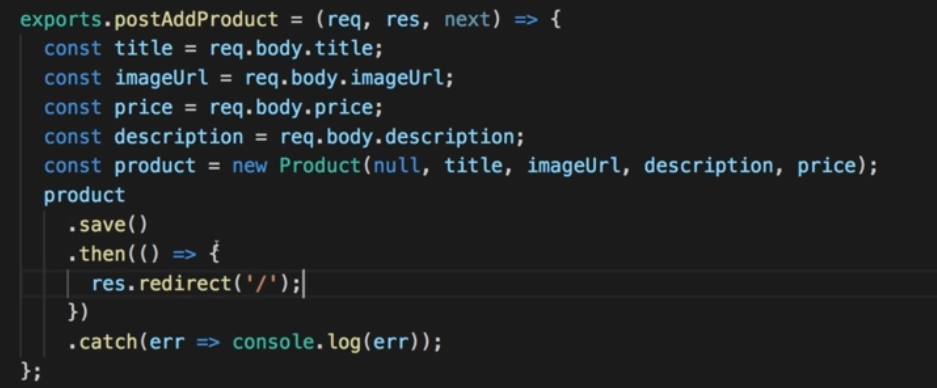 exports.postAddProduct = (req, res, next) => {
  const title = req.body.title;
  const imageUrl = req.body.imageUrl;
  const price = req.body.price;
  const description = req.body.description;
  const product = new Product(null, title, imageUrl, description, price);
  product
    .save()
    .then(() => {
      res.redirect('/');
    })
    .catch(err => console.log(err));
};